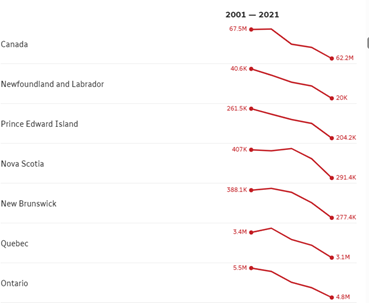 2001 — 2021
67.5M
Canada
62.2M
40.6K
Newfoundland and Labrador
20K
261.5K
Prince Edward Island
204.2K
407K
Nova Scotia
291.4K
388.1K
New Brunswick
277.4K
3.4M
Quebec
3.1M
5.5M
Ontario
4.8M